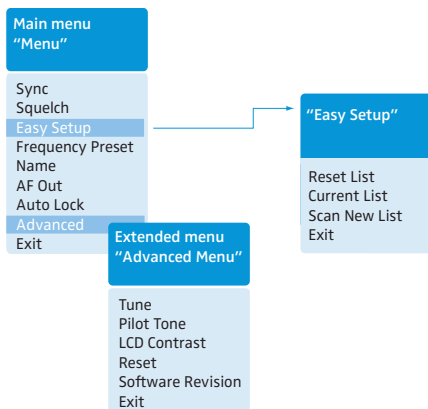 Main menu
“Menu”
Sync
Squelch
Easy Setup
Frequency Preset
Name
AF Out
Auto Lock
Advanced
Exit
“Easy Setup”
Reset List
Current List
Scan New List
Exit
Extended menu
“Advanced Menu”
Tune
Pilot Tone
LCD Contrast
Reset
Software Revision
Exit